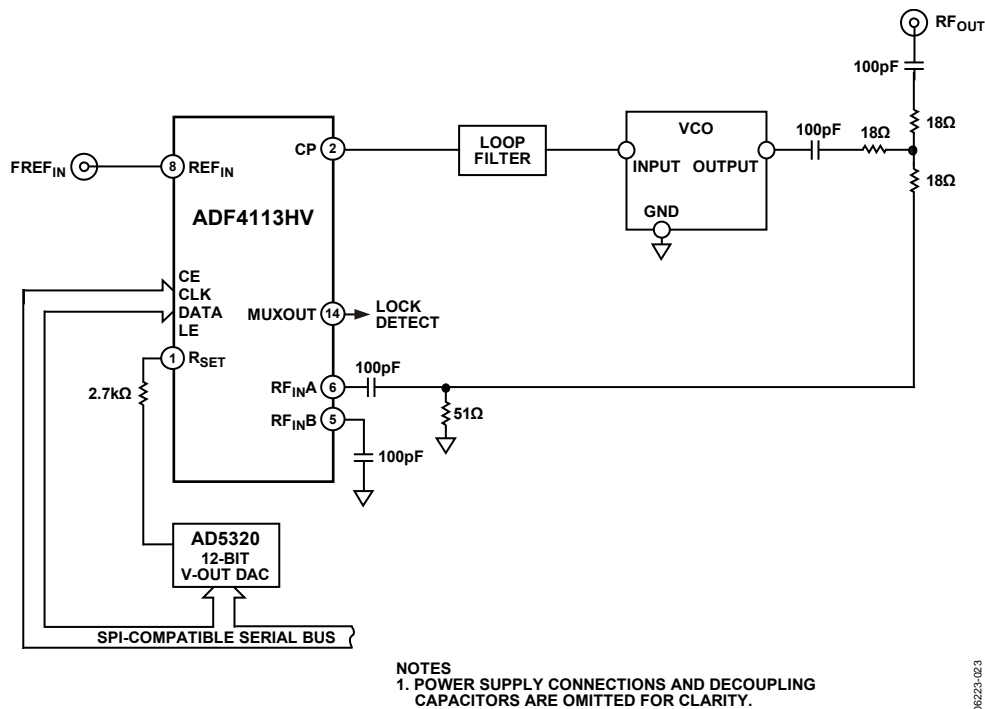 RFOUT
100pF
18Ω
VCO
100pF
18Ω
CP 2
LOOP
FILTER
INPUT OUTPUT
18Ω
FREFIN
8 REFIN
GND
ADF4113HV
CE
CLK
DATA
LE
MUXOUT 14
LOCK
DETECT
1 RSET
100pF
2.7kΩ
RFINA 6
51Ω
RFINB 5
100pF
AD5320
12-BIT
V-OUT DAC
SPI-COMPATIBLE SERIAL BUS
NOTES
1. POWER SUPPLY CONNECTIONS AND DECOUPLING
CAPACITORS ARE OMITTED FOR CLARITY.
06223-023